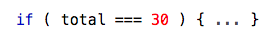 if ( total === 30 ) { ... }